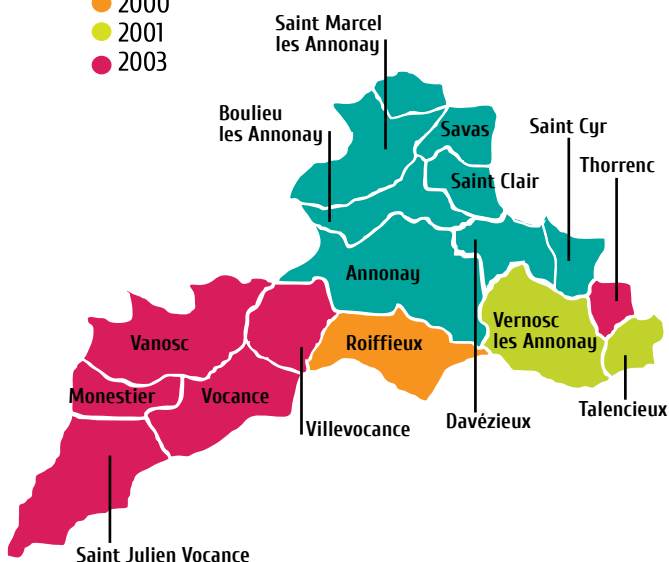 2000
2001
2003
Saint Marcel
les Annonay
Boulieu
les Annonay
Savas
Saint Cyr
Thorrenc
Saint Clair
Annonay
Vanosc
Roiffieux
Vernosc
les Annonay
Monestier
Vocance
Villevocance
Davézieux
Talencieux
Saint Julien Vocance